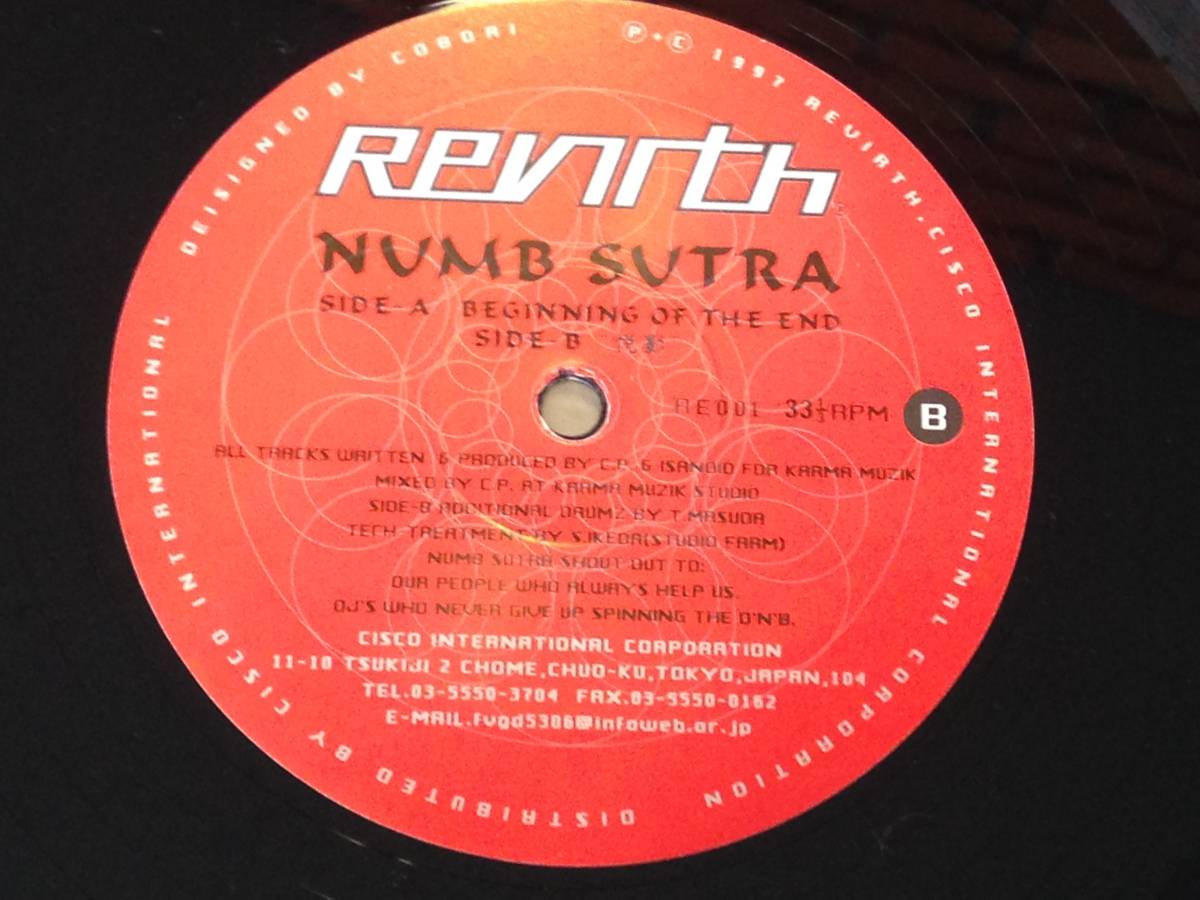 Revirth
NUMB SUTRA
SIDE-A BEGINNING OF THE END
SIDE-B
RE001 33⅓RPM
B
ALL TRACKS WRITTEN & PRODUCED BY C.P. & ISANOID FOR KARMA MUZIK
MIXED BY C.P. AT KARMA MUZIK STUDIO
SIDE-B ADDITIONAL DRUMZ BY T.MASUDA
TECH-TREATMENT BY S.IKEDA(STUDIO FARM)
NUMB SUTRA SHOUT OUT TO:
OUR PEOPLE WHO ALWAYS HELP US.
DJ'S WHO NEVER GIVE UP SPINNING THE D'N'B.
CISCO INTERNATIONAL CORPORATION
11-10 TSUKIJI 2 CHOME,CHUO-KU,TOKYO,JAPAN,104
TEL.03-5550-3704 FAX.03-5550-0162
E-MAIL.fvgd5306@infoweb.or.jp
DEISIGNED BY COBORI
Ⓟ+Ⓒ 1997 REVIRTH,CISCO INTERNATIONAL CORPORATION
DISTRIBUTED BY CISCO INTERNATIONAL